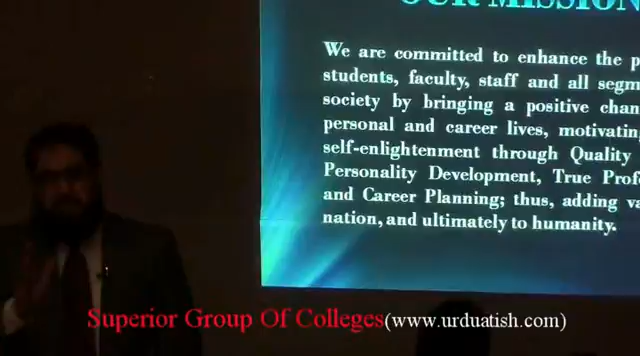 OUR MISSION
We are committed to enhance the
students, faculty, staff and all
society by bringing a positive
personal and career lives,
self-enlightenment through Quality
Personality Development, True
and Career Planning; thus, adding
nation, and ultimately to humanity.
Superior Group Of Colleges(www.urduatish.com)